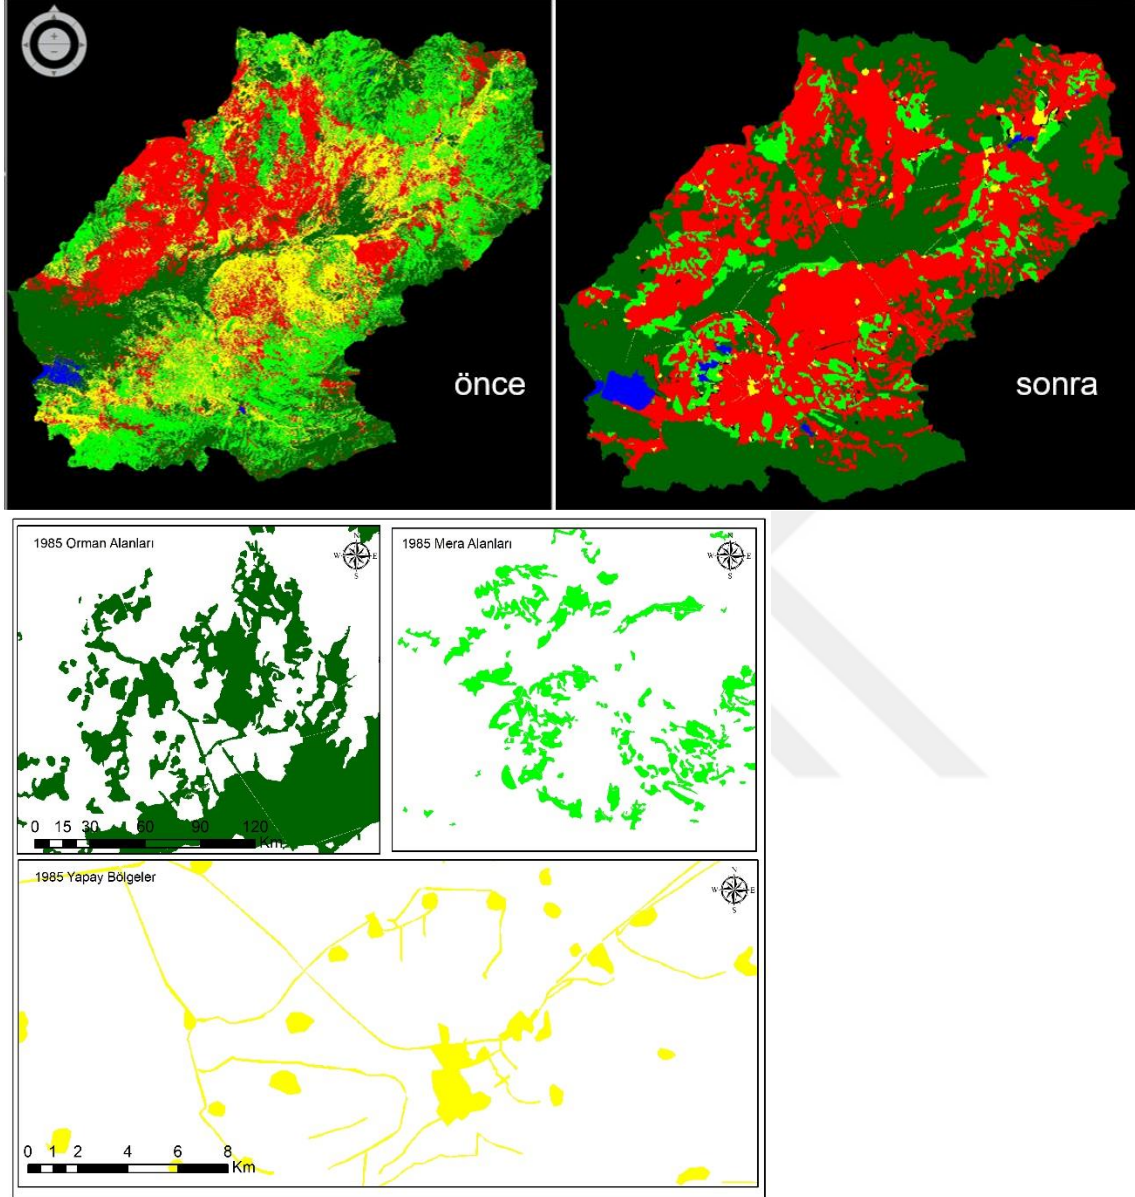 önce
sonra
1985 Orman Alanları
N
W E
S
0 15 30 60 90 120
Km
1985 Mera Alanları
N
W E
S
1985 Yapay Bölgeler
N
W E
S
0 1 2 4 6 8
Km